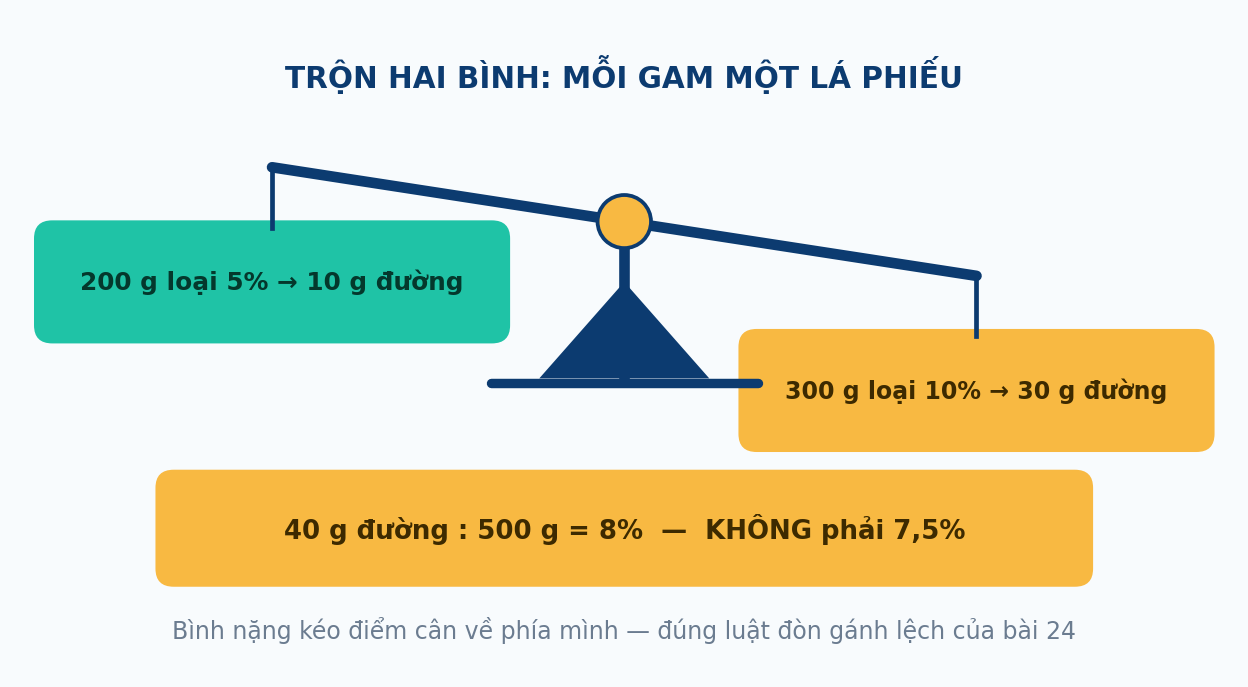 TRỘN HAI BÌNH: MỖI GAM MỘT LÁ PHIẾU
200 g loại 5% → 10 g đường
300 g loại 10% → 30 g đường
40 g đường : 500 g = 8% — KHÔNG phải 7,5%
Bình nặng kéo điểm cân về phía mình — đúng luật đòn gánh lệch của bài 24